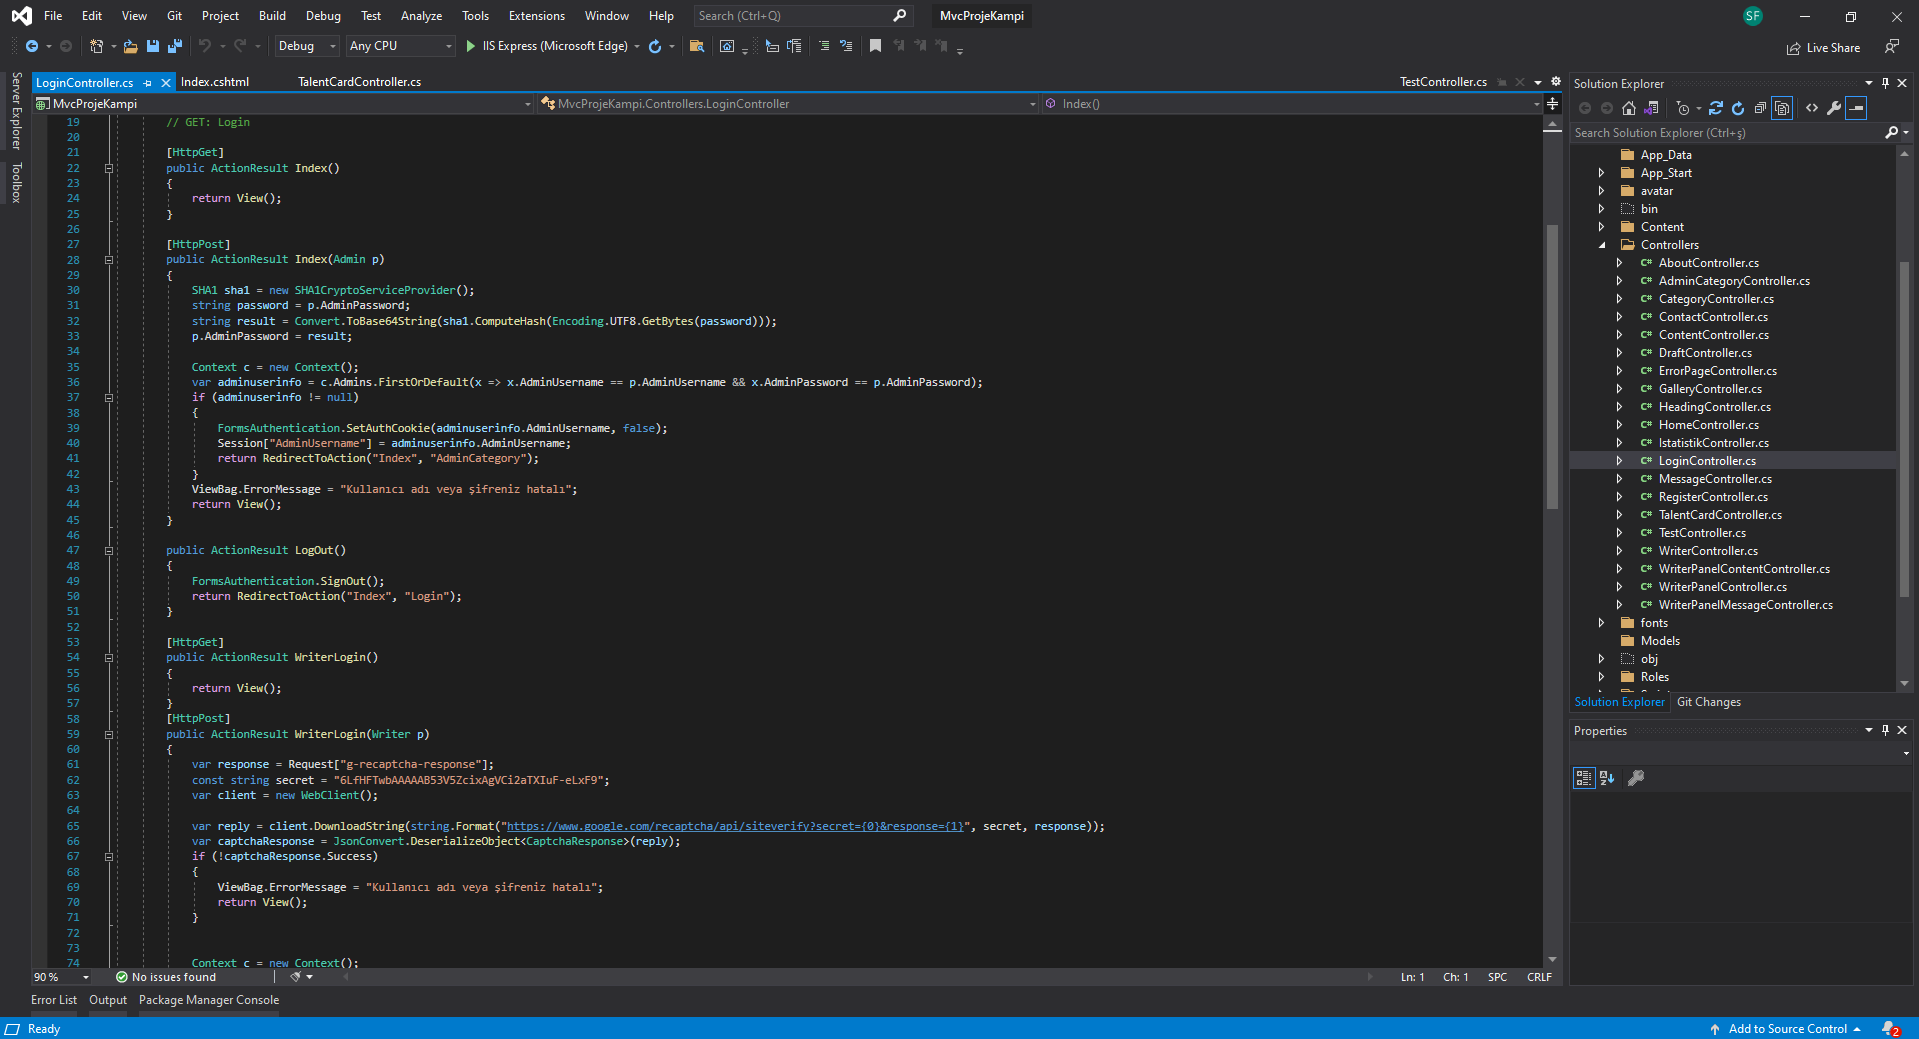 File Edit View Git Project Build Debug Test Analyze Tools Extensions Window Help Search (Ctrl+Q) MvcProjeKampi SF
Debug Any CPU IIS Express (Microsoft Edge) Live Share
Server Explorer
Toolbox
LoginController.cs Index.cshtml TalentCardController.cs TestController.cs
MvcProjeKampi MvcProjeKampi.Controllers.LoginController Index()
19 // GET: Login
20
21 [HttpGet]
22 public ActionResult Index()
23 {
24 return View();
25 }
26
27 [HttpPost]
28 public ActionResult Index(Admin p)
29 {
30 SHA1 sha1 = new SHA1CryptoServiceProvider();
31 string password = p.AdminPassword;
32 string result = Convert.ToBase64String(sha1.ComputeHash(Encoding.UTF8.GetBytes(password)));
33 p.AdminPassword = result;
34
35 Context c = new Context();
36 var adminuserinfo = c.Admins.FirstOrDefault(x => x.AdminUsername == p.AdminUsername && x.AdminPassword == p.AdminPassword);
37 if (adminuserinfo != null)
38 {
39 FormsAuthentication.SetAuthCookie(adminuserinfo.AdminUsername, false);
40 Session["AdminUsername"] = adminuserinfo.AdminUsername;
41 return RedirectToAction("Index", "AdminCategory");
42 }
43 ViewBag.ErrorMessage = "Kullanıcı adı veya şifreniz hatalı";
44 return View();
45 }
46
47 public ActionResult LogOut()
48 {
49 FormsAuthentication.SignOut();
50 return RedirectToAction("Index", "Login");
51 }
52
53 [HttpGet]
54 public ActionResult WriterLogin()
55 {
56 return View();
57 }
58 [HttpPost]
59 public ActionResult WriterLogin(Writer p)
60 {
61 var response = Request["g-recaptcha-response"];
62 const string secret = "6LfHFTwbAAAAAB53V5ZcixAgVCi2aTXIuF-eLxF9";
63 var client = new WebClient();
64
65 var reply = client.DownloadString(string.Format("https://www.google.com/recaptcha/api/siteverify?secret={0}&response={1}", secret, response));
66 var captchaResponse = JsonConvert.DeserializeObject<CaptchaResponse>(reply);
67 if (!captchaResponse.Success)
68 {
69 ViewBag.ErrorMessage = "Kullanıcı adı veya şifreniz hatalı";
70 return View();
71 }
72
73
74 Context c = new Context();
90 % No issues found Ln: 1 Ch: 1 SPC CRLF
Error List Output Package Manager Console
Solution Explorer
Search Solution Explorer (Ctrl+ş)
App_Data
App_Start
avatar
bin
Content
Controllers
C# AboutController.cs
C# AdminCategoryController.cs
C# CategoryController.cs
C# ContactController.cs
C# ContentController.cs
C# DraftController.cs
C# ErrorPageController.cs
C# GalleryController.cs
C# HeadingController.cs
C# HomeController.cs
C# IstatistikController.cs
C# LoginController.cs
C# MessageController.cs
C# RegisterController.cs
C# TalentCardController.cs
C# TestController.cs
C# WriterController.cs
C# WriterPanelContentController.cs
C# WriterPanelController.cs
C# WriterPanelMessageController.cs
fonts
Models
obj
Roles
Solution Explorer Git Changes
Properties
Ready Add to Source Control 2